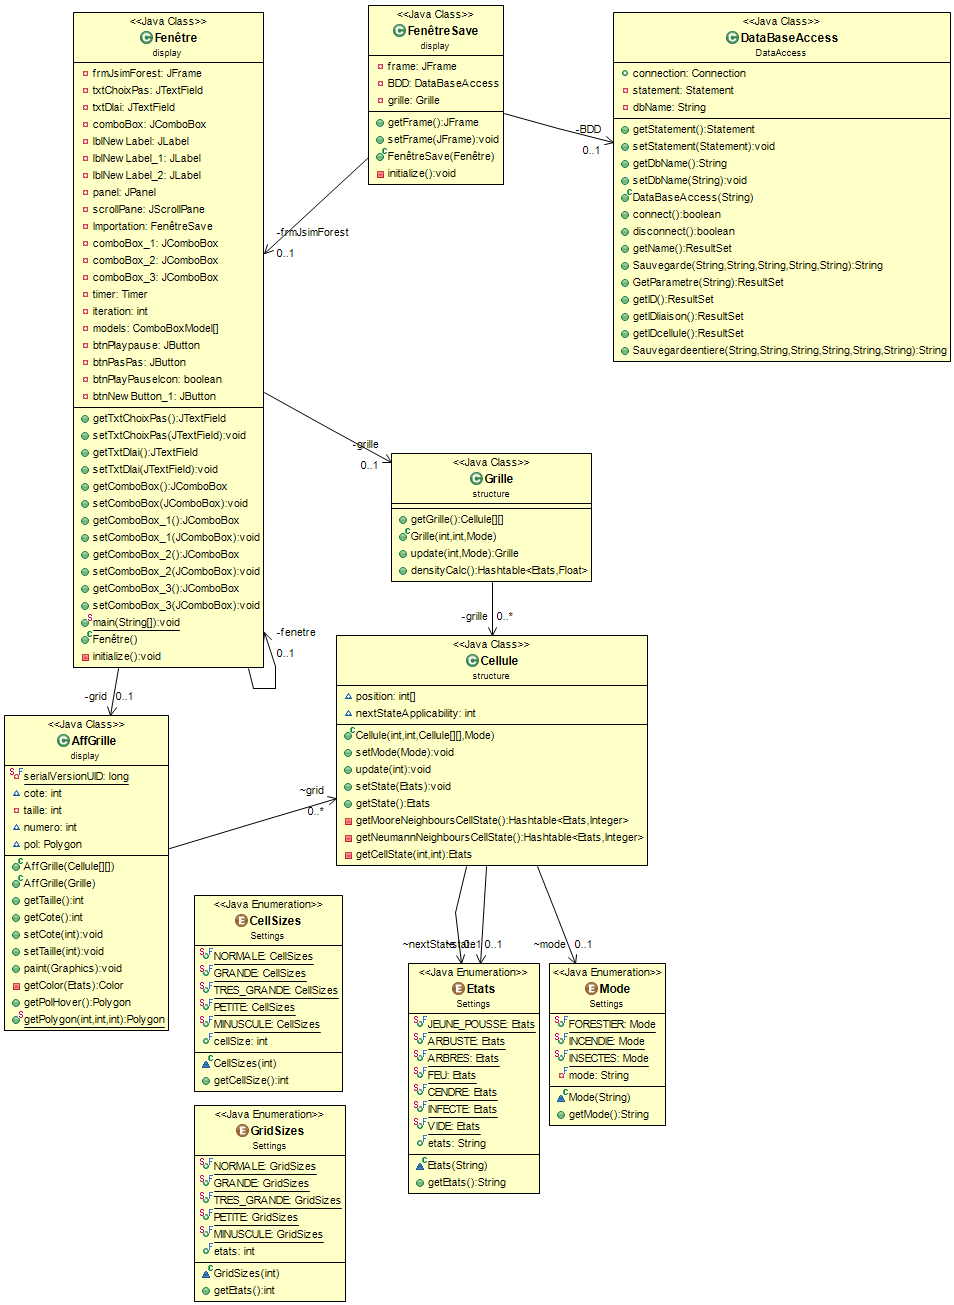 <<Java Class>>
Fenêtre
display
frmJsimForest: JFrame
txtChoixPas: JTextField
txtDlai: JTextField
comboBox: JComboBox
lblNew Label: JLabel
lblNew Label_1: JLabel
lblNew Label_2: JLabel
panel: JPanel
scrollPane: JScrollPane
Importation: FenêtreSave
comboBox_1: JComboBox
comboBox_2: JComboBox
comboBox_3: JComboBox
timer: Timer
iteration: int
models: ComboBoxModel[]
btnPlaypause: JButton
btnPasPas: JButton
btnPlayPauseIcon: boolean
btnNew Button_1: JButton
getTxtChoixPas():JTextField
setTxtChoixPas(JTextField):void
getTxtDlai():JTextField
setTxtDlai(JTextField):void
getComboBox():JComboBox
setComboBox(JComboBox):void
getComboBox_1():JComboBox
setComboBox_1(JComboBox):void
getComboBox_2():JComboBox
setComboBox_2(JComboBox):void
getComboBox_3():JComboBox
setComboBox_3(JComboBox):void
main(String[]):void
Fenêtre()
initialize():void
<<Java Class>>
FenêtreSave
display
frame: JFrame
BDD: DataBaseAccess
grille: Grille
getFrame():JFrame
setFrame(JFrame):void
FenêtreSave(Fenêtre)
initialize():void
<<Java Class>>
DataBaseAccess
DataAccess
connection: Connection
statement: Statement
dbName: String
getStatement():Statement
setStatement(Statement):void
getDbName():String
setDbName(String):void
DataBaseAccess(String)
connect():boolean
disconnect():boolean
getName():ResultSet
Sauvegarde(String,String,String,String,String):String
GetParametre(String):ResultSet
getID():ResultSet
getIDliaison():ResultSet
getIDcellule():ResultSet
Sauvegardeentiere(String,String,String,String,String,String):String
-BDD
0..1
-frmJsimForest
0..1
-grille
0..1
<<Java Class>>
Grille
structure
getGrille():Cellule[][]
Grille(int,int,Mode)
update(int,Mode):Grille
densityCalc():Hashtable<Etats,Float>
-grille 0..*
-fenetre
0..1
<<Java Class>>
Cellule
structure
position: int[]
nextStateApplicability: int
Cellule(int,int,Cellule[][],Mode)
setMode(Mode):void
update(int):void
setState(Etats):void
getState():Etats
getMooreNeighboursCellState():Hashtable<Etats,Integer>
getNeumannNeighboursCellState():Hashtable<Etats,Integer>
getCellState(int,int):Etats
-grid 0..1
<<Java Class>>
AffGrille
display
serialVersionUID: long
cote: int
taille: int
numero: int
pol: Polygon
AffGrille(Cellule[][])
AffGrille(Grille)
getTaille():int
getCote():int
setCote(int):void
setTaille(int):void
paint(Graphics):void
getColor(Etats):Color
getPolHover():Polygon
getPolygon(int,int,int):Polygon
~grid
0..*
<<Java Enumeration>>
CellSizes
Settings
NORMALE: CellSizes
GRANDE: CellSizes
TRES_GRANDE: CellSizes
PETITE: CellSizes
MINUSCULE: CellSizes
cellSize: int
CellSizes(int)
getCellSize():int
~nextState 0..1
~state 0..1
~mode 0..1
<<Java Enumeration>>
Etats
Settings
JEUNE_POUSSE: Etats
ARBUSTE: Etats
ARBRES: Etats
FEU: Etats
CENDRE: Etats
INFECTE: Etats
VIDE: Etats
etats: String
Etats(String)
getEtats():String
<<Java Enumeration>>
Mode
Settings
FORESTIER: Mode
INCENDIE: Mode
INSECTES: Mode
mode: String
Mode(String)
getMode():String
<<Java Enumeration>>
GridSizes
Settings
NORMALE: GridSizes
GRANDE: GridSizes
TRES_GRANDE: GridSizes
PETITE: GridSizes
MINUSCULE: GridSizes
etats: int
GridSizes(int)
getEtats():int